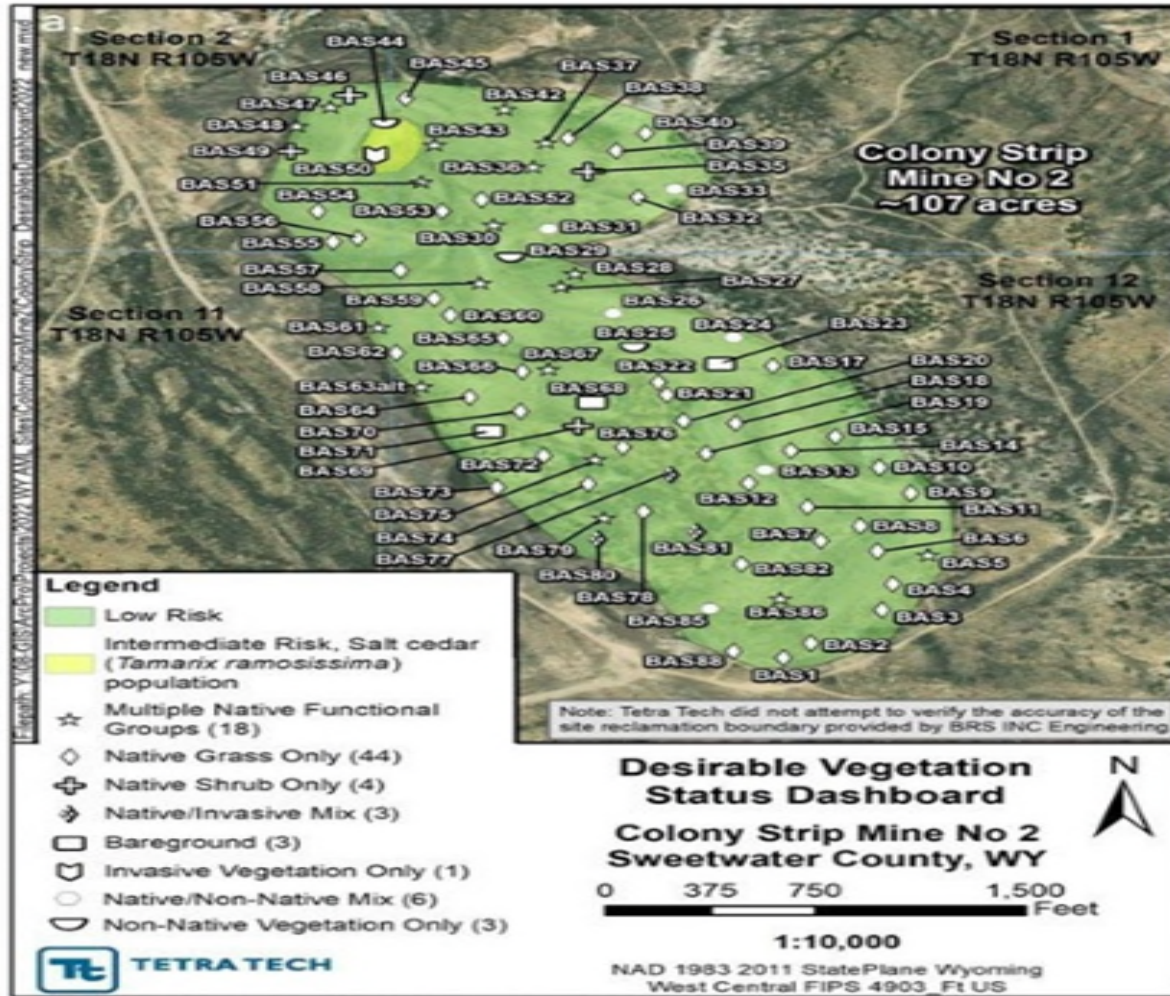 a
Section 2
T18N R105W
Section 1
T18N R105W
BAS44
BAS45
BAS37
BAS46
BAS42
BAS38
BAS47
BAS40
BAS48
BAS43
BAS39
BAS49
BAS36
BAS35
BAS50
Colony Strip
Mine No 2
~107 acres
BAS51
BAS33
BAS54
BAS53
BAS52
BAS32
BAS56
BAS30
BAS31
BAS55
BAS29
BAS57
BAS28
BAS27
BAS58
Section 12
T18N R105W
BAS59
BAS26
Section 11
T18N R105W
BAS60
BAS24
BAS23
BAS61
BAS65
BAS25
BAS20
BAS62
BAS67
BAS22
BAS17
BAS66
BAS18
BAS63alt
BAS68
BAS21
BAS19
BAS64
BAS70
BAS76
BAS15
BAS71
BAS14
BAS69
BAS72
BAS13
BAS10
BAS73
BAS12
BAS9
BAS75
BAS11
BAS74
BAS7
BAS8
BAS77
BAS79
BAS81
BAS6
BAS80
BAS82
BAS5
BAS78
BAS4
BAS85
BAS86
BAS3
BAS88
BAS2
BAS1
Legend
Low Risk
Intermediate Risk, Salt cedar
(Tamarix ramosissima)
population
Multiple Native Functional
Groups (18)
Native Grass Only (44)
Native Shrub Only (4)
Native/Invasive Mix (3)
Bareground (3)
Invasive Vegetation Only (1)
Native/Non-Native Mix (6)
Non-Native Vegetation Only (3)
TETRA TECH
Note: Tetra Tech did not attempt to verify the accuracy of the
site reclamation boundary provided by BRS INC Engineering.
Desirable Vegetation
Status Dashboard
N
Colony Strip Mine No 2
Sweetwater County, WY
0 375 750 1,500
Feet
1:10,000
NAD 1983 2011 StatePlane Wyoming
West Central FIPS 4903_Ft US